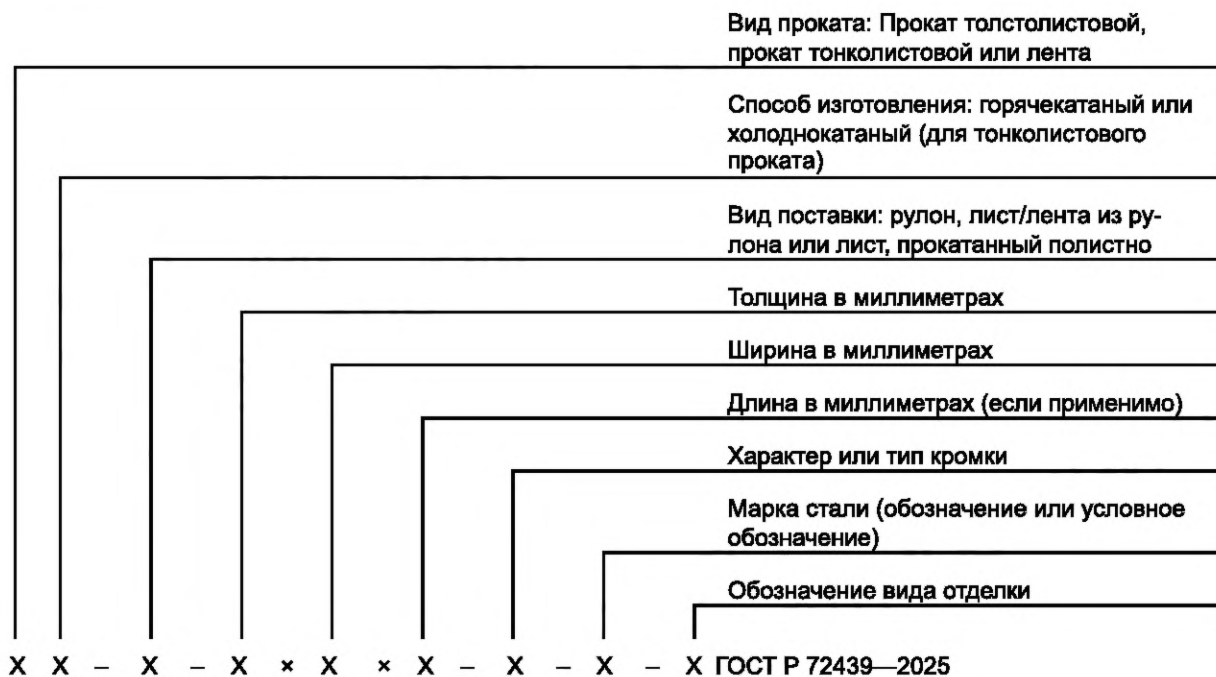 Вид проката: Прокат толстолистовой,
прокат тонколистовой или лента
Способ изготовления: горячекатаный или
холоднокатаный (для тонколистового
проката)
Вид поставки: рулон, лист/лента из ру-
лона или лист, прокатанный полистно
Толщина в миллиметрах
Ширина в миллиметрах
Длина в миллиметрах (если применимо)
Характер или тип кромки
Марка стали (обозначение или условное
обозначение)
Обозначение вида отделки
Х Х – Х – Х × Х × Х – Х – Х – Х ГОСТ Р 72439—2025